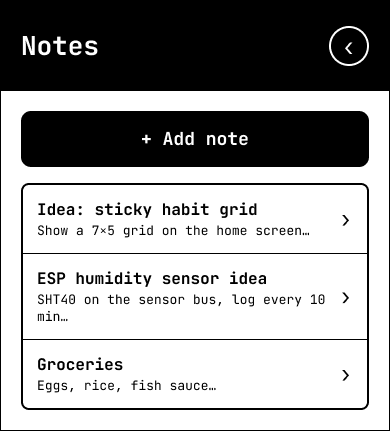 Notes
‹
+ Add note
Idea: sticky habit grid
Show a 7×5 grid on the home screen…
›
ESP humidity sensor idea
SHT40 on the sensor bus, log every 10
min…
›
Groceries
Eggs, rice, fish sauce…
›